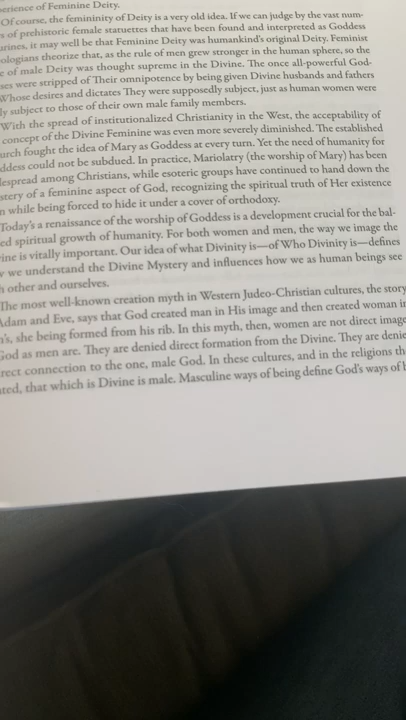 erience of Feminine Deity.
Of course, the femininity of Deity is a very old idea. If we can judge by the vast num-
s of prehistoric female statuettes that have been found and interpreted as Goddess
urines, it may well be that Feminine Deity was humankind's original Deity. Feminist
ologians theorize that, as the rule of men grew stronger in the human sphere, so the
e of male Deity was thought supreme in the Divine. The once all-powerful God-
ses were stripped of Their omnipotence by being given Divine husbands and fathers
Whose desires and dictates They were supposedly subject, just as human women were
ly subject to those of their own male family members.
With the spread of institutionalized Christianity in the West, the acceptability of
concept of the Divine Feminine was even more severely diminished. The established
urch fought the idea of Mary as Goddess at every turn. Yet the need of humanity for
ddess could not be subdued. In practice, Mariolatry (the worship of Mary) has been
espread among Christians, while esoteric groups have continued to hand down the
stery of a feminine aspect of God, recognizing the spiritual truth of Her existence
n while being forced to hide it under a cover of orthodoxy.
Today's a renaissance of the worship of Goddess is a development crucial for the bal-
ed spiritual growth of humanity. For both women and men, the way we image the
ine is vitally important. Our idea of what Divinity is—of Who Divinity is—defines
w we understand the Divine Mystery and influences how we as human beings see
h other and ourselves.
The most well-known creation myth in Western Judeo-Christian cultures, the story
Adam and Eve, says that God created man in His image and then created woman in
n's, she being formed from his rib. In this myth, then, women are not direct image
God as men are. They are denied direct formation from the Divine. They are denie
rect connection to the one, male God. In these cultures, and in the religions th
ated, that which is Divine is male. Masculine ways of being define God's ways of b